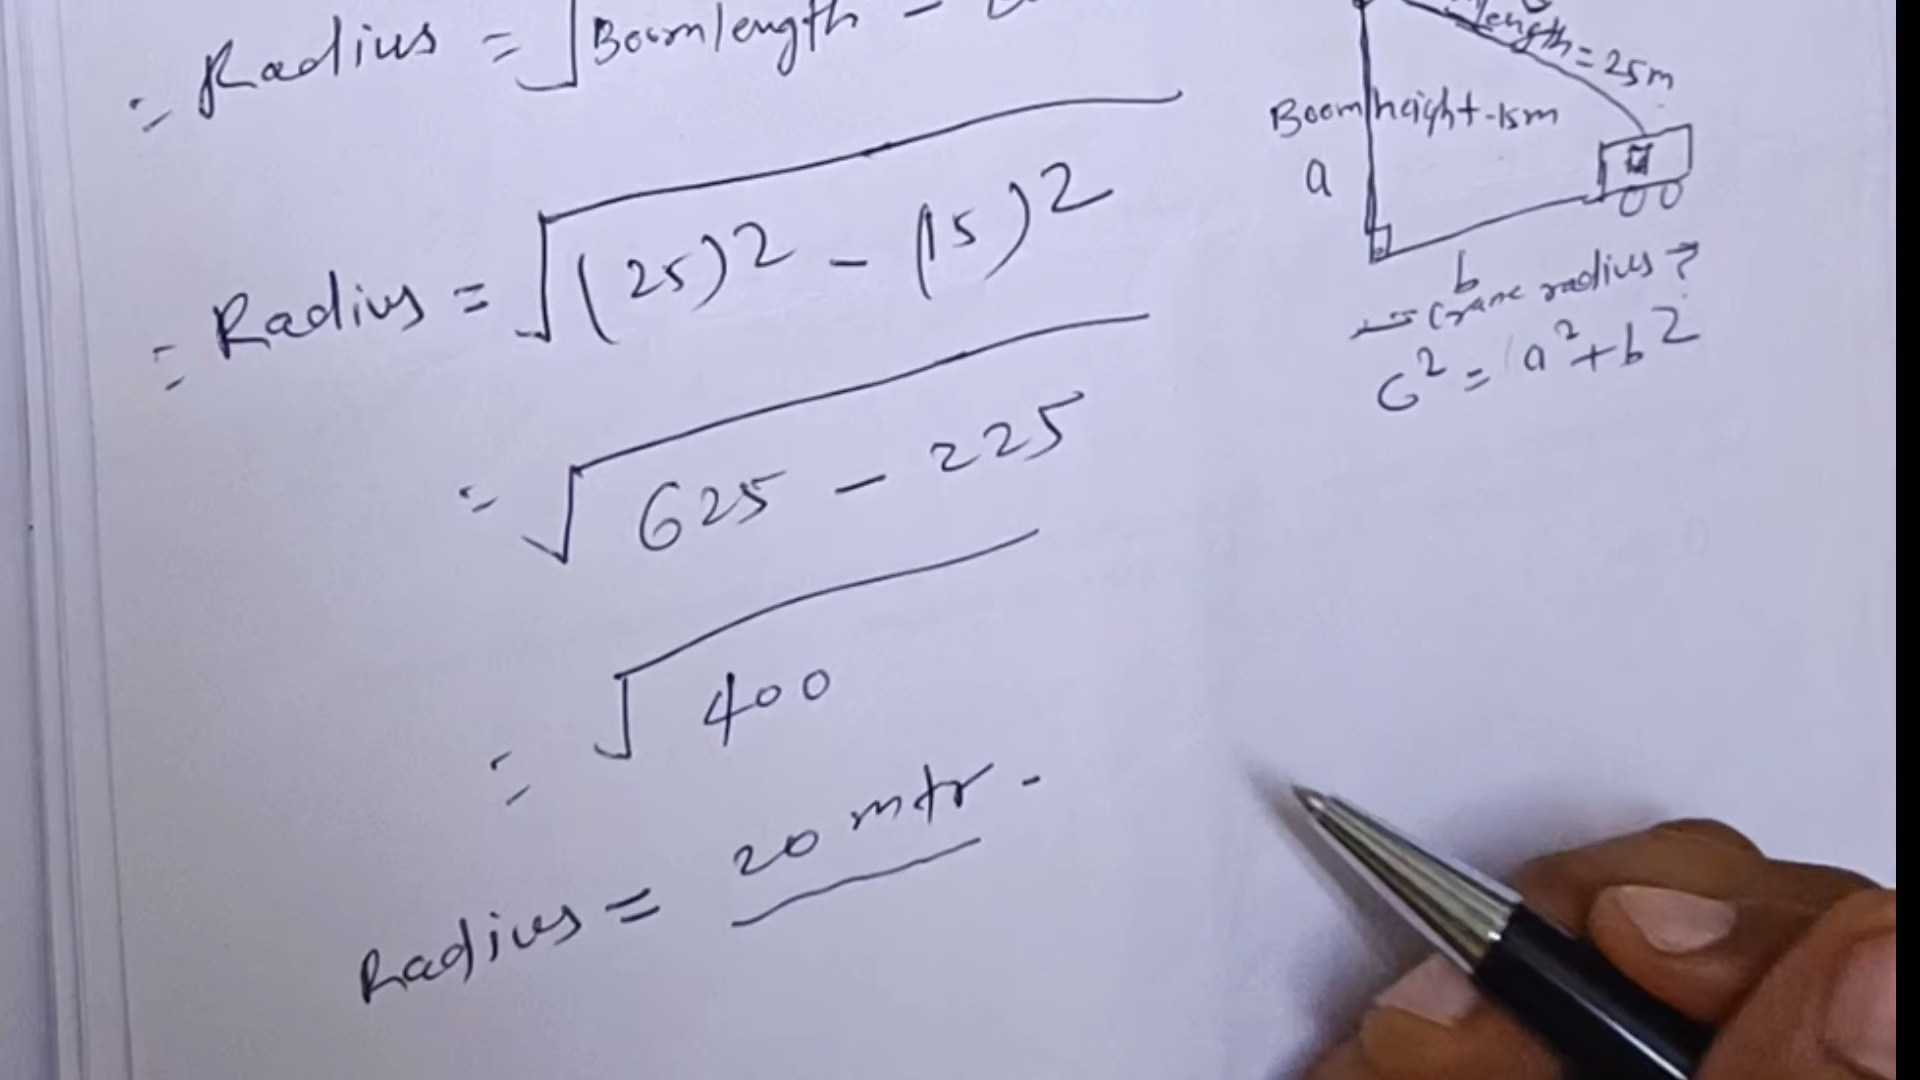 = Radius = √Boomlength -
= Radius = √(25)2 - (15)2
= √625 - 225
= √400
Radius = 20 mtr.
length = 25m
Boom height - 15m
a
b
Crane radius ?
C2 = a2 + b2